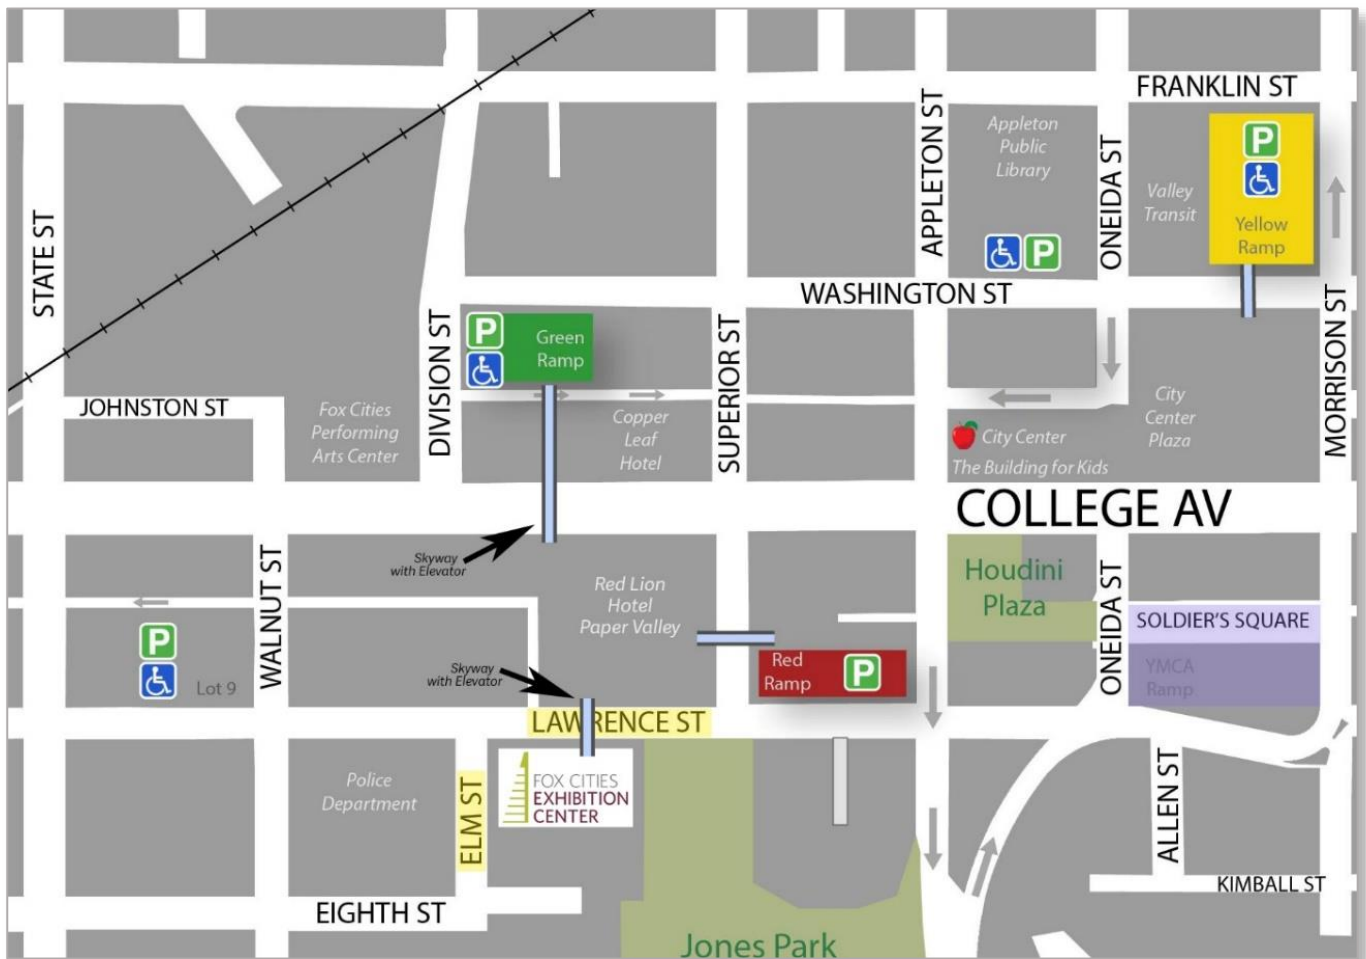 FRANKLIN ST
APPLETON ST
Appleton
Public
Library
ONEIDA ST
P
Valley
Transit
Yellow
Ramp
STATE ST
P
WASHINGTON ST
MORRISON ST
DIVISION ST
P
Green
Ramp
SUPERIOR ST
JOHNSTON ST
Fox Cities
Performing
Arts Center
Copper
Leaf
Hotel
City
Center
Plaza
City Center
The Building for Kids
COLLEGE AV
Skyway
with Elevator
WALNUT ST
Red Lion
Hotel
Paper Valley
Houdini
Plaza
ONEIDA ST
SOLDIER'S SQUARE
YMCA
Ramp
P
Lot 9
Skyway
with Elevator
Red
Ramp
P
LAWRENCE ST
Police
Department
ELM ST
FOX CITIES
EXHIBITION
CENTER
ALLEN ST
KIMBALL ST
EIGHTH ST
Jones Park